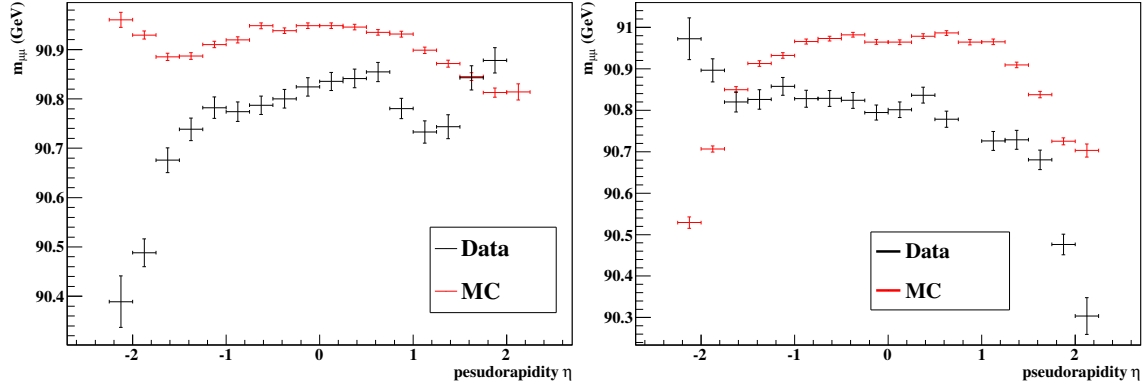 m_μμ (GeV)
90.9
90.8
90.7
90.6
90.5
90.4
Data
MC
-2 -1 0 1 2
pesudorapidity η
m_μμ (GeV)
91
90.9
90.8
90.7
90.6
90.5
90.4
90.3
Data
MC
-2 -1 0 1 2
pseudorapidity η